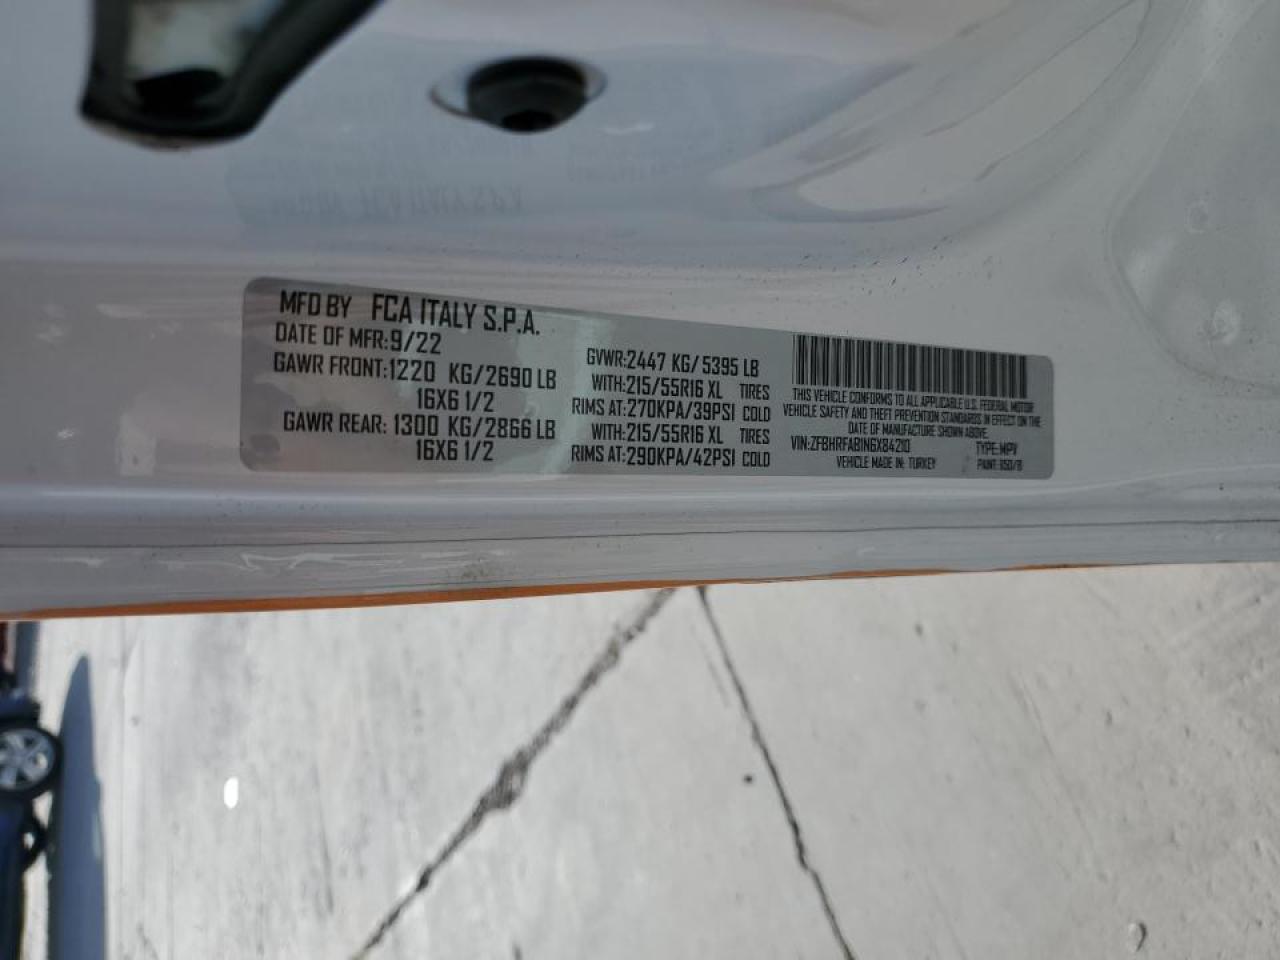 MFD BY FCA ITALY S.P.A.
DATE OF MFR:9/22
GAWR FRONT:1220 KG/2690 LB
16X6 1/2
GAWR REAR: 1300 KG/2866 LB
16X6 1/2
GVWR:2447 KG/5395 LB
WITH:215/55R16 XL TIRES
RIMS AT:270KPA/39PSI COLD
WITH:215/55R16 XL TIRES
RIMS AT:290KPA/42PSI COLD
THIS VEHICLE CONFORMS TO ALL APPLICABLE U.S. FEDERAL MOTOR
VEHICLE SAFETY AND THEFT PREVENTION STANDARDS IN EFFECT ON THE
DATE OF MANUFACTURE SHOWN ABOVE.
VIN:ZFBHRFAB1N6X84210 TYPE:MPV
VEHICLE MADE IN: TURKEY PAINT: 650/B